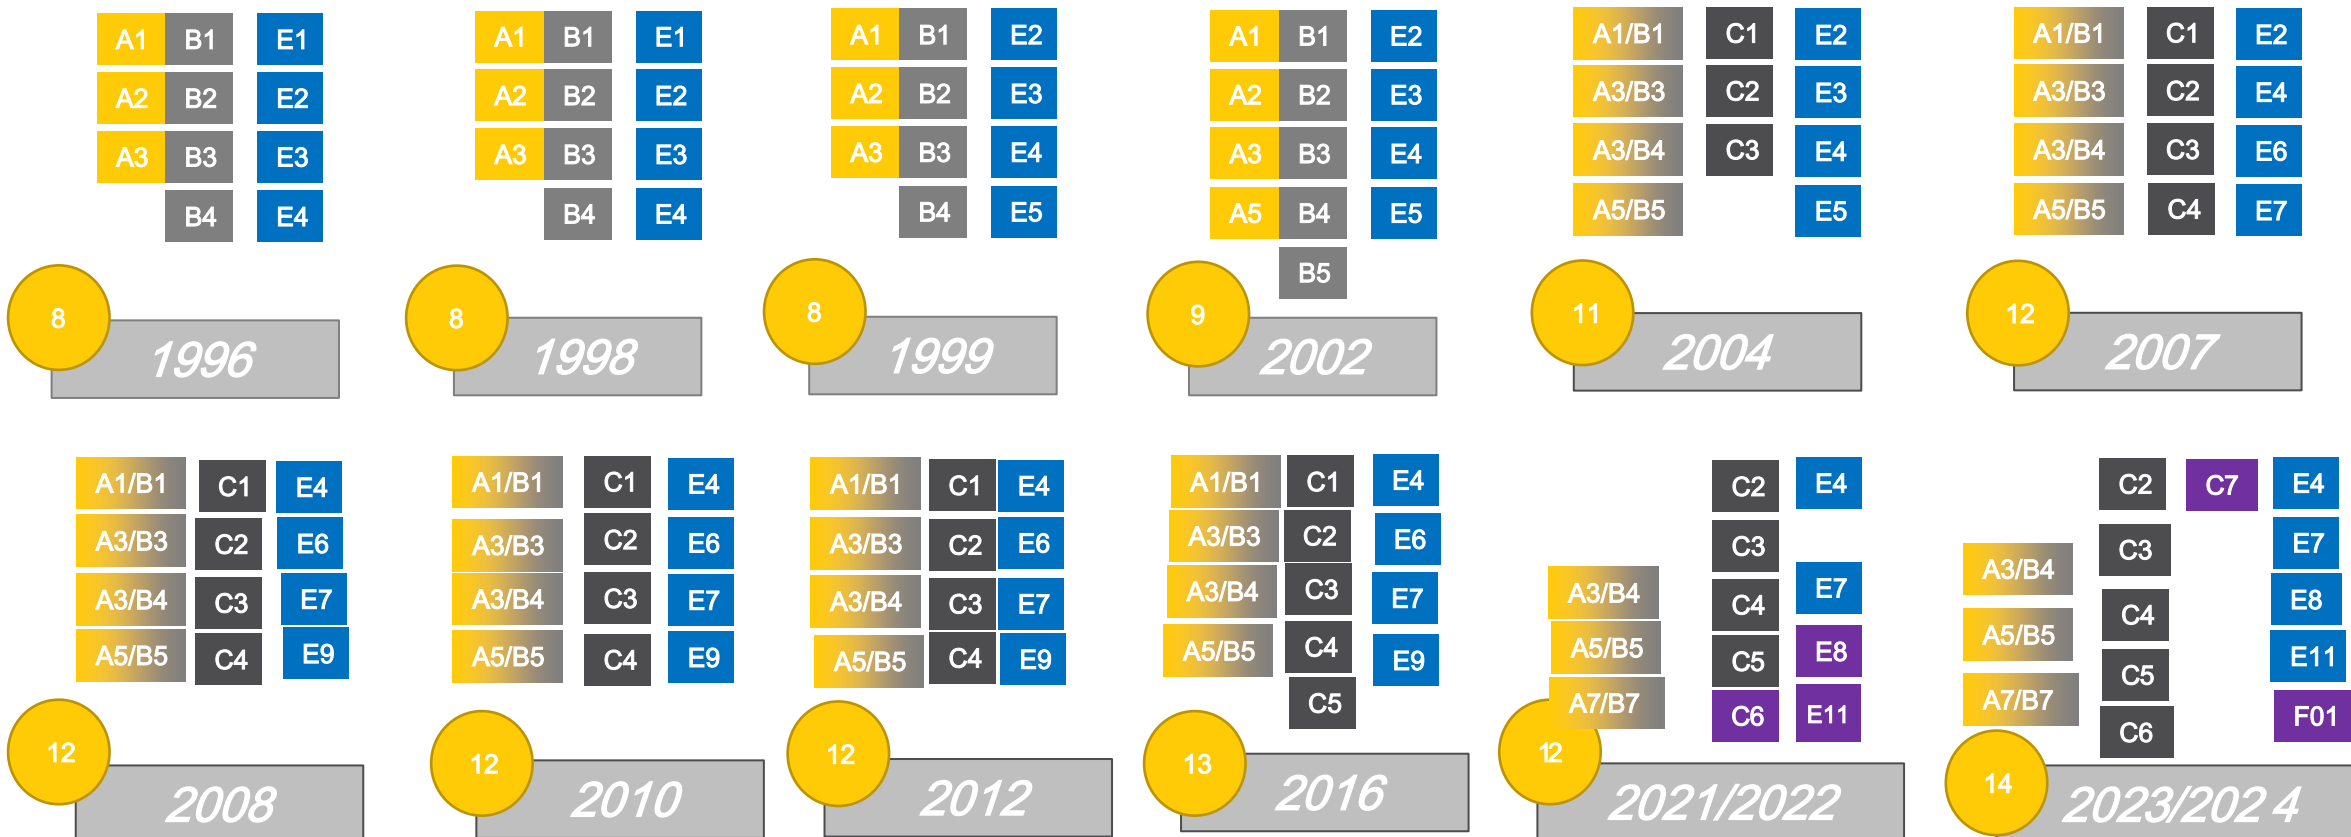 A1 B1 E1
A2 B2 E2
A3 B3 E3
B4 E4
8
1996
A1 B1 E1
A2 B2 E2
A3 B3 E3
B4 E4
8
1998
A1 B1 E2
A2 B2 E3
A3 B3 E4
B4 E5
8
1999
A1 B1 E2
A2 B2 E3
A3 B3 E4
A5 B4 E5
B5
9
2002
A1/B1 C1 E2
A3/B3 C2 E3
A3/B4 C3 E4
A5/B5 E5
11
2004
A1/B1 C1 E2
A3/B3 C2 E4
A3/B4 C3 E6
A5/B5 C4 E7
12
2007
A1/B1 C1 E4
A3/B3 C2 E6
A3/B4 C3 E7
A5/B5 C4 E9
12
2008
A1/B1 C1 E4
A3/B3 C2 E6
A3/B4 C3 E7
A5/B5 C4 E9
12
2010
A1/B1 C1 E4
A3/B3 C2 E6
A3/B4 C3 E7
A5/B5 C4 E9
12
2012
A1/B1 C1 E4
A3/B3 C2 E6
A3/B4 C3 E7
A5/B5 C4 E9
C5
13
2016
C2 E4
C3
A3/B4 C4 E7
A5/B5 C5 E8
A7/B7 C6 E11
12
2021/2022
C2 C7 E4
A3/B4 C3 E7
A5/B5 C4 E8
A7/B7 C5 E11
C6 F01
14
2023/202 4